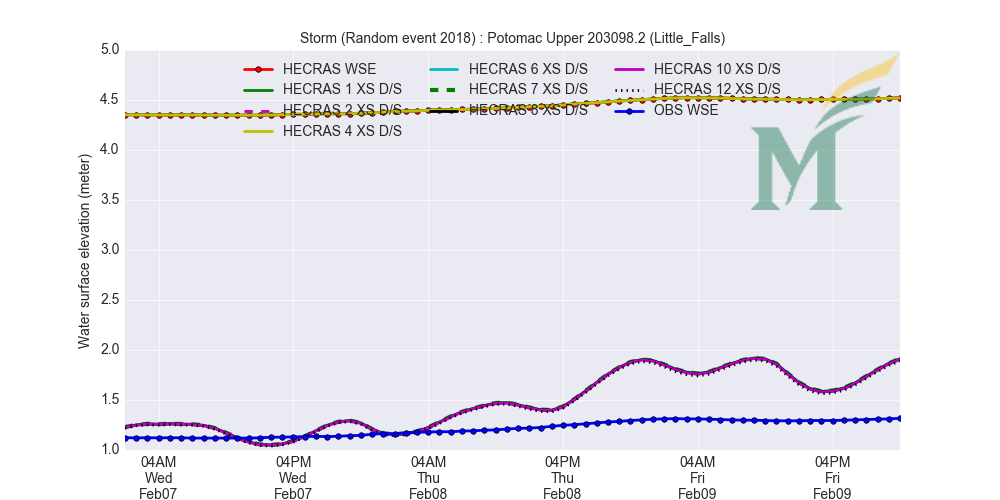 Storm (Random event 2018) : Potomac Upper 203098.2 (Little_Falls)
Water surface elevation (meter)
5.0
4.5
4.0
3.5
3.0
2.5
2.0
1.5
1.0
HECRAS WSE
HECRAS 1 XS D/S
HECRAS 2 XS D/S
HECRAS 4 XS D/S
HECRAS 6 XS D/S
HECRAS 7 XS D/S
HECRAS 8 XS D/S
HECRAS 10 XS D/S
HECRAS 12 XS D/S
OBS WSE
M
04AM
Wed
Feb07
04PM
Wed
Feb07
04AM
Thu
Feb08
04PM
Thu
Feb08
04AM
Fri
Feb09
04PM
Fri
Feb09